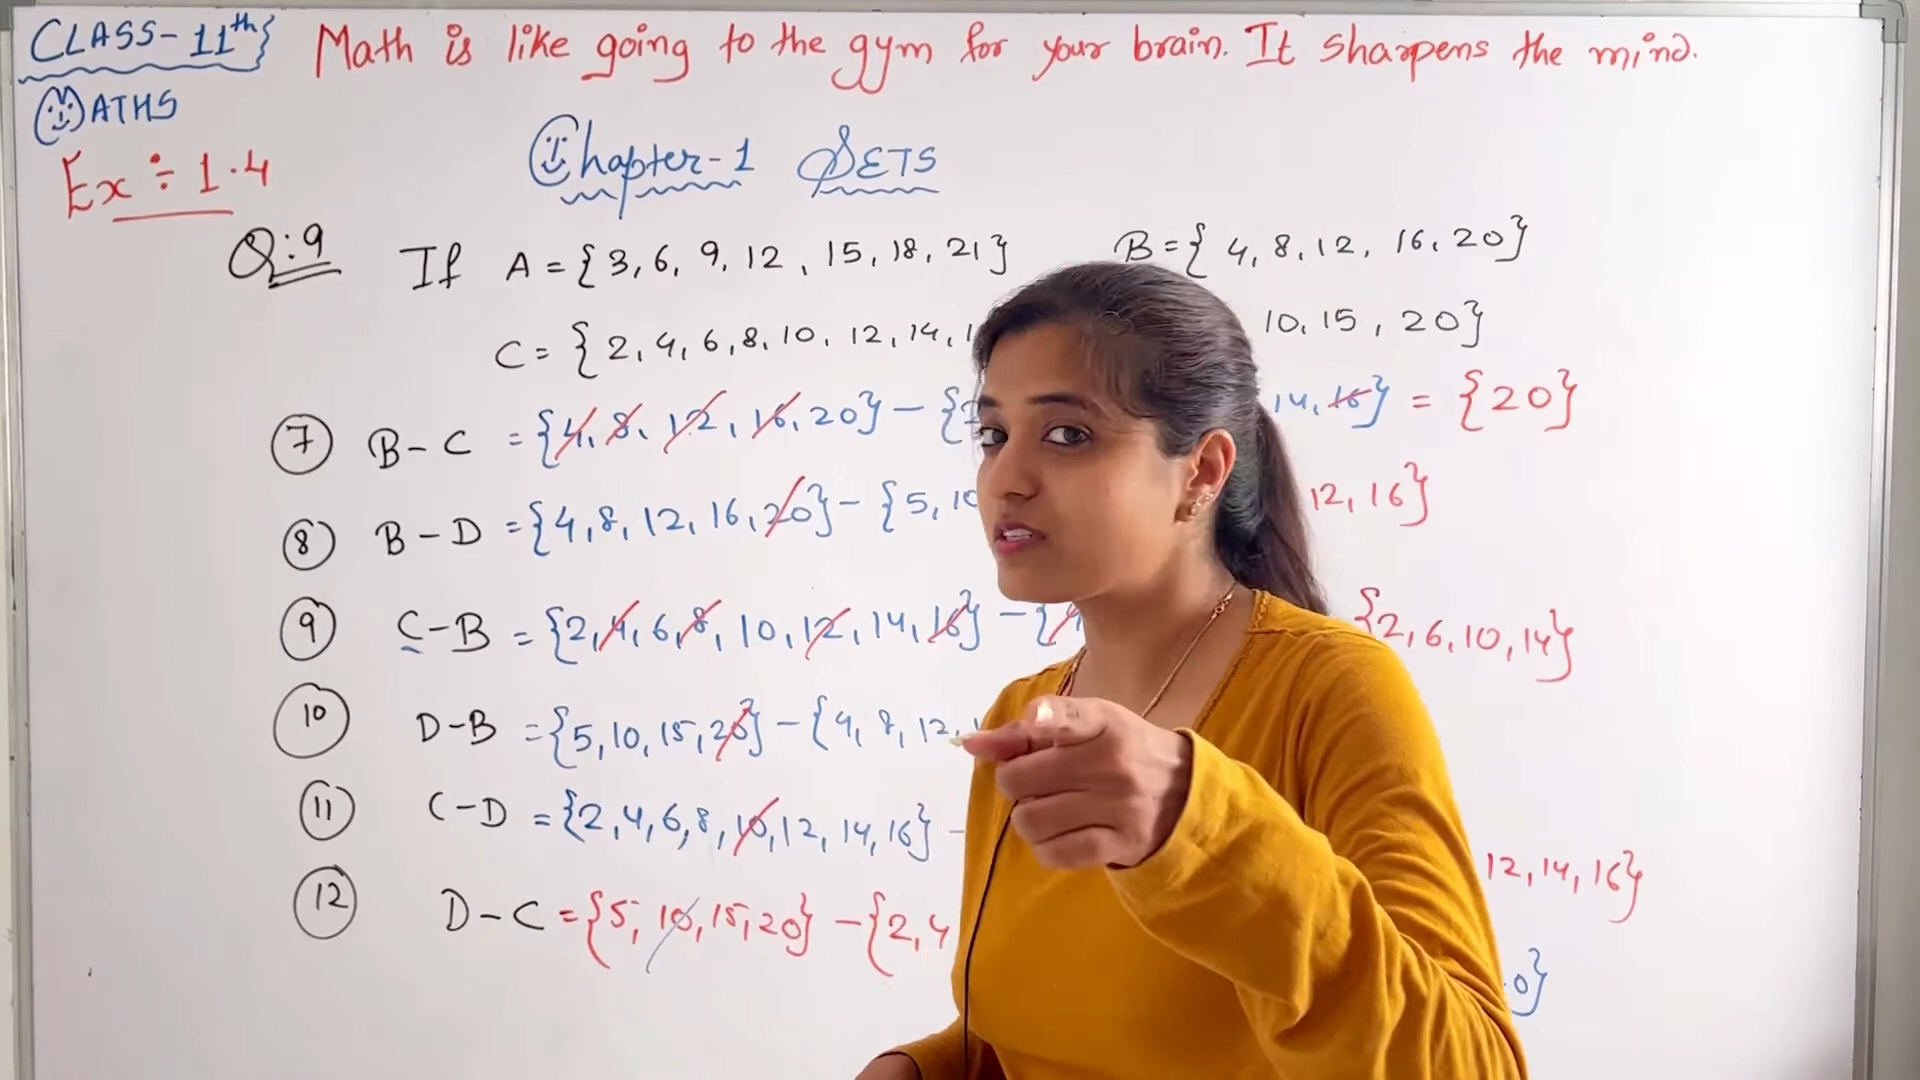 CLASS-11th} Math is like going to the gym for your brain. It sharpens the mind.
MATHS
Chapter-1 SETS
Ex ÷ 1.4
Q:9 If A = {3, 6, 9, 12, 15, 18, 21} B = { 4, 8, 12, 16, 20}
C = { 2, 4, 6, 8, 10, 12, 14, 10, 15, 20}
7 B - C = {4, 8, 12, 16, 20} - { 14, 16} = {20}
8 B - D = {4, 8, 12, 16, 20} - {5, 12, 16}
9 C - B = {2, 4, 6, 8, 10, 12, 14, 16} - {4 {2, 6, 10, 14}
10 D - B = {5, 10, 15, 20} - {4, 8, 12,
11 C - D = {2, 4, 6, 8, 10, 12, 14, 16} - 12, 14, 16}
12 D - C = {5, 10, 15, 20} - {2, 4 0}